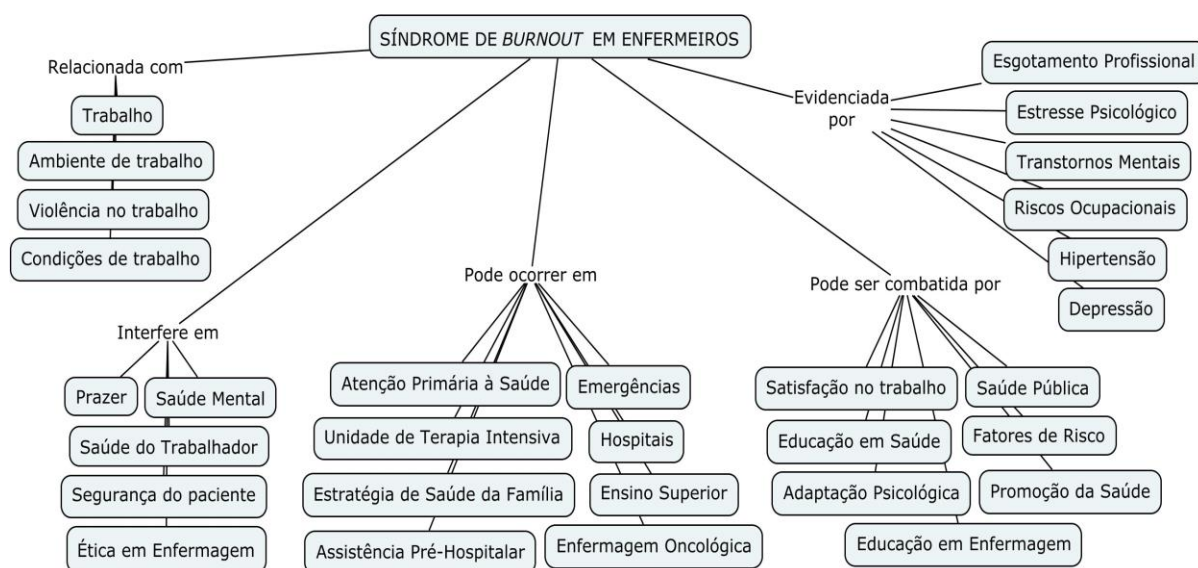 SÍNDROME DE BURNOUT EM ENFERMEIROS
Relacionada com
Trabalho
Ambiente de trabalho
Violência no trabalho
Condições de trabalho
Interfere em
Prazer
Saúde Mental
Saúde do Trabalhador
Segurança do paciente
Ética em Enfermagem
Pode ocorrer em
Atenção Primária à Saúde
Emergências
Unidade de Terapia Intensiva
Hospitais
Estratégia de Saúde da Família
Ensino Superior
Assistência Pré-Hospitalar
Enfermagem Oncológica
Pode ser combatida por
Satisfação no trabalho
Saúde Pública
Educação em Saúde
Fatores de Risco
Adaptação Psicológica
Promoção da Saúde
Educação em Enfermagem
Evidenciada
por
Esgotamento Profissional
Estresse Psicológico
Transtornos Mentais
Riscos Ocupacionais
Hipertensão
Depressão